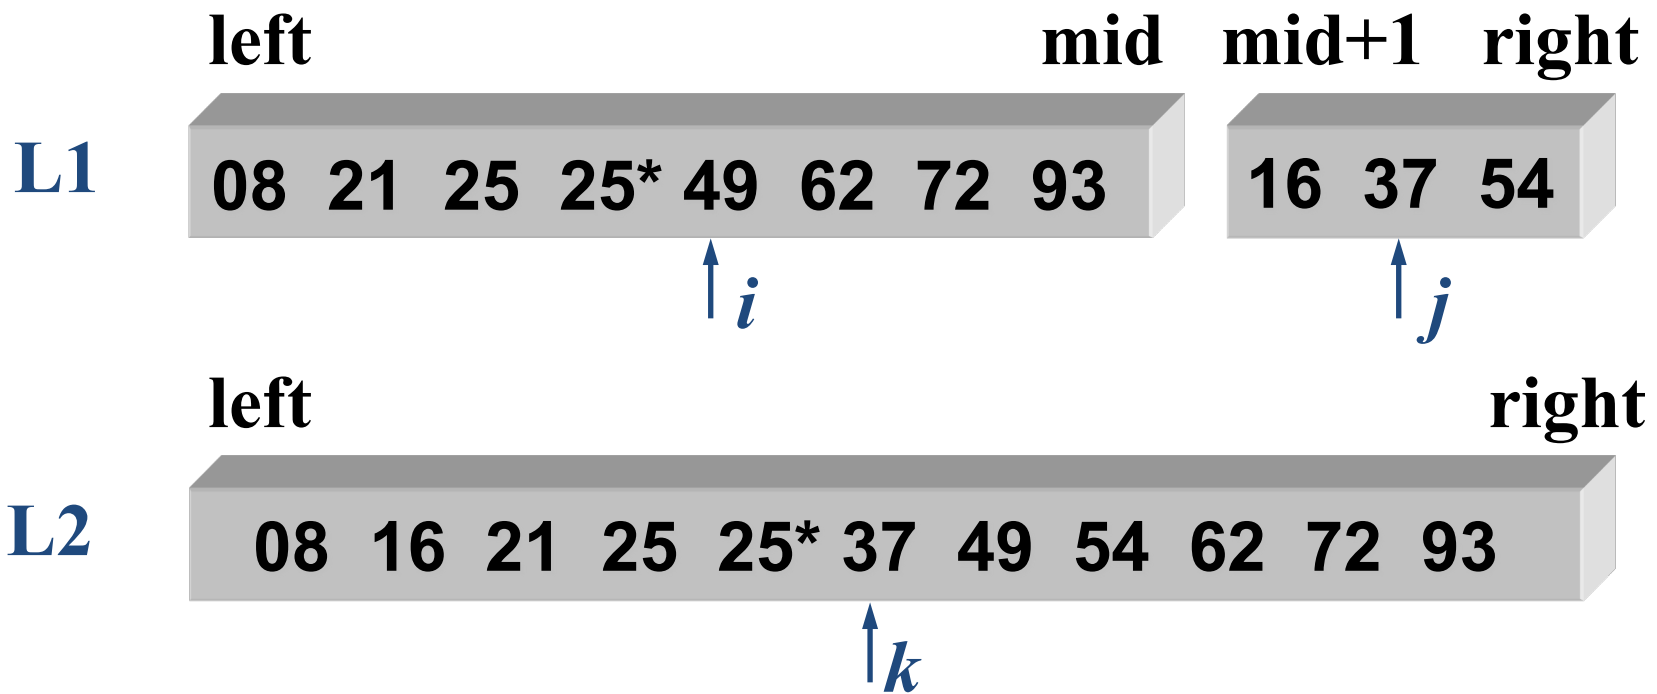 left mid mid+1 right
L1 08 21 25 25* 49 62 72 93 16 37 54
i j
left right
L2 08 16 21 25 25* 37 49 54 62 72 93
k